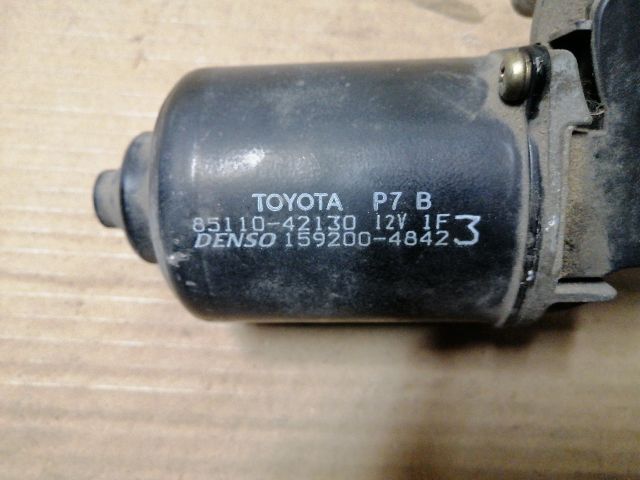 TOYOTA P7 B
85110-42130 12V 1F
DENSO 159200-4842 3